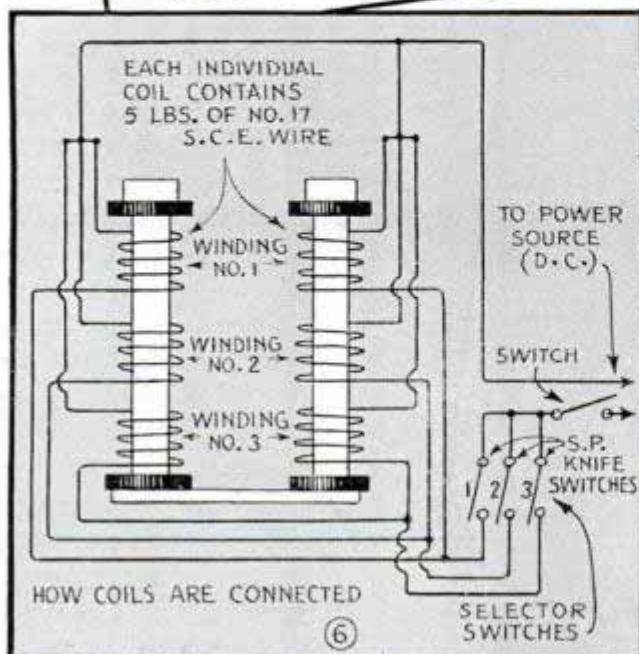 EACH INDIVIDUAL
COIL CONTAINS
5 LBS. OF NO. 17
S.C.E. WIRE
WINDING
NO. 1
WINDING
NO. 2
WINDING
NO. 3
TO POWER
SOURCE
(D.C.)
SWITCH
S.P.
KNIFE
SWITCHES
1 2 3
HOW COILS ARE CONNECTED
SELECTOR
SWITCHES
6